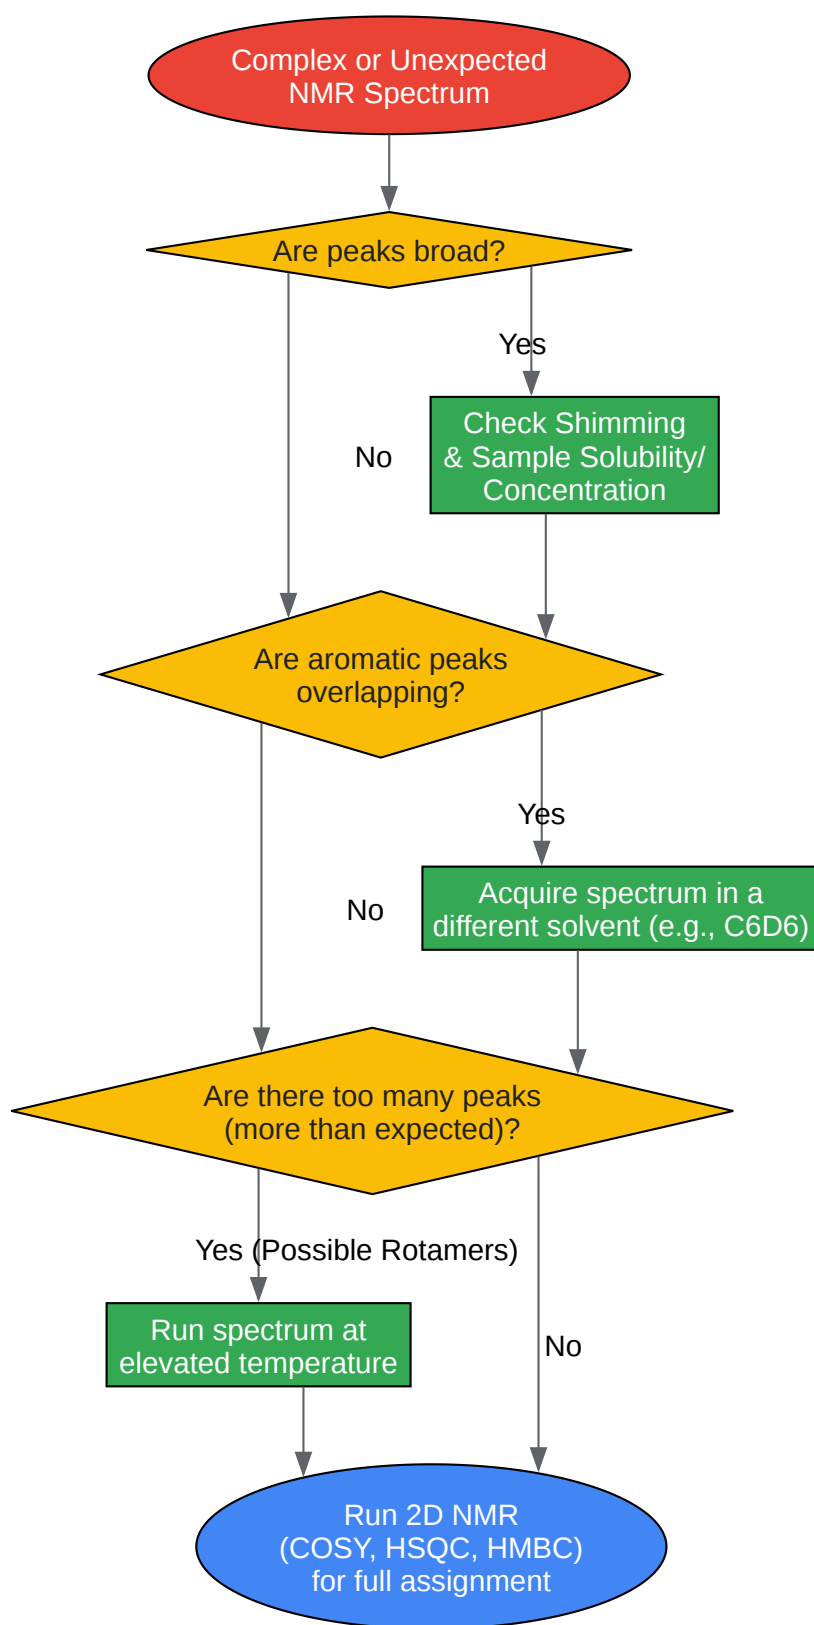 Complex or Unexpected
NMR Spectrum
Are peaks broad?
Yes
No
Check Shimming
& Sample Solubility/
Concentration
Are aromatic peaks
overlapping?
Yes
No
Acquire spectrum in a
different solvent (e.g., C6D6)
Are there too many peaks
(more than expected)?
Yes (Possible Rotamers)
Run spectrum at
elevated temperature
No
Run 2D NMR
(COSY, HSQC, HMBC)
for full assignment